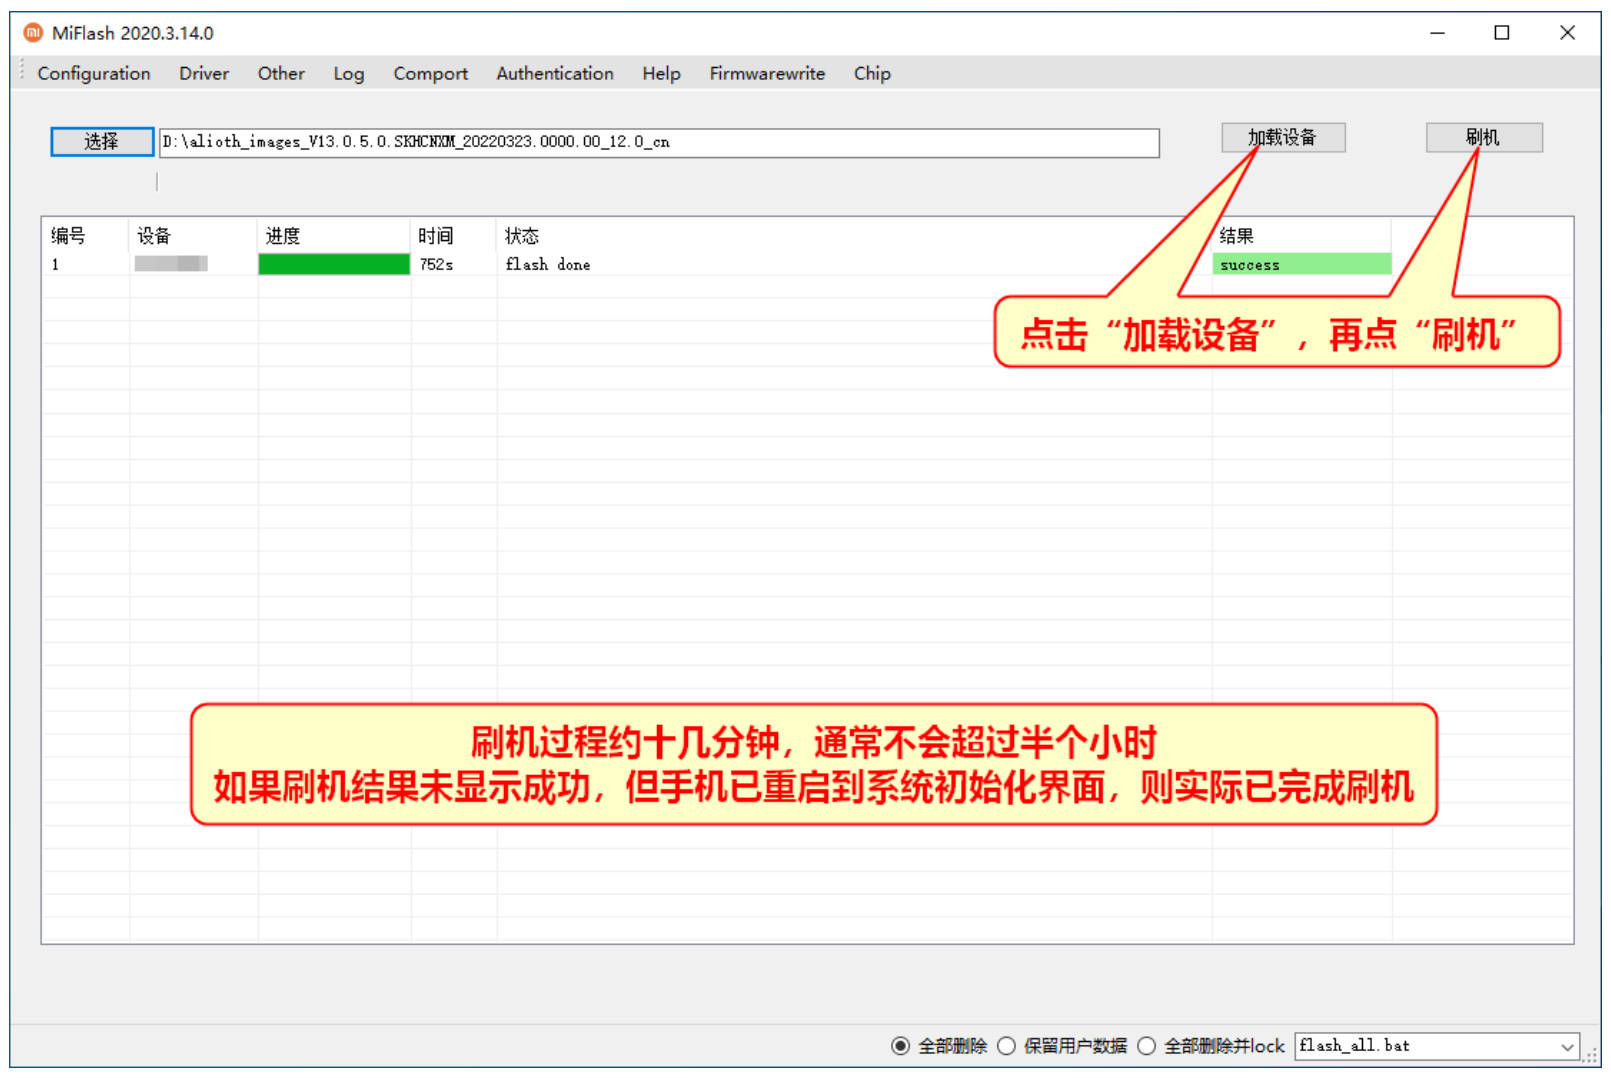 MiFlash 2020.3.14.0
Configuration Driver Other Log Comport Authentication Help Firmwarewrite Chip
选择 D:\alioth_images_V13.0.5.0.SKHCNXM_20220323.0000.00_12.0_cn 加载设备 刷机
编号 设备 进度 时间 状态 结果
1 752s flash done success
点击“加载设备”，再点“刷机”
刷机过程约十几分钟，通常不会超过半个小时
如果刷机结果未显示成功，但手机已重启到系统初始化界面，则实际已完成刷机
全部删除 保留用户数据 全部删除并lock flash_all.bat